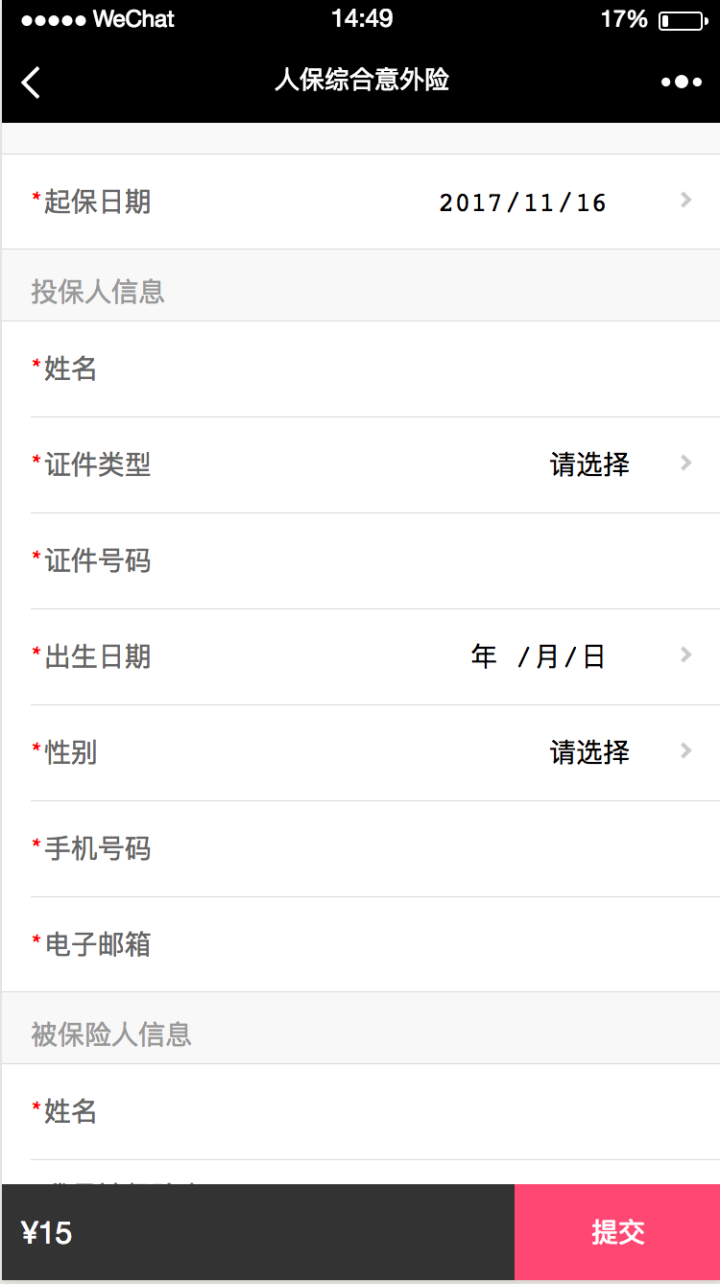 ●●●●● WeChat 14:49 17%
人保综合意外险
*起保日期 2017/11/16
投保人信息
*姓名
*证件类型 请选择
*证件号码
*出生日期 年 /月/日
*性别 请选择
*手机号码
*电子邮箱
被保险人信息
*姓名
¥15 提交